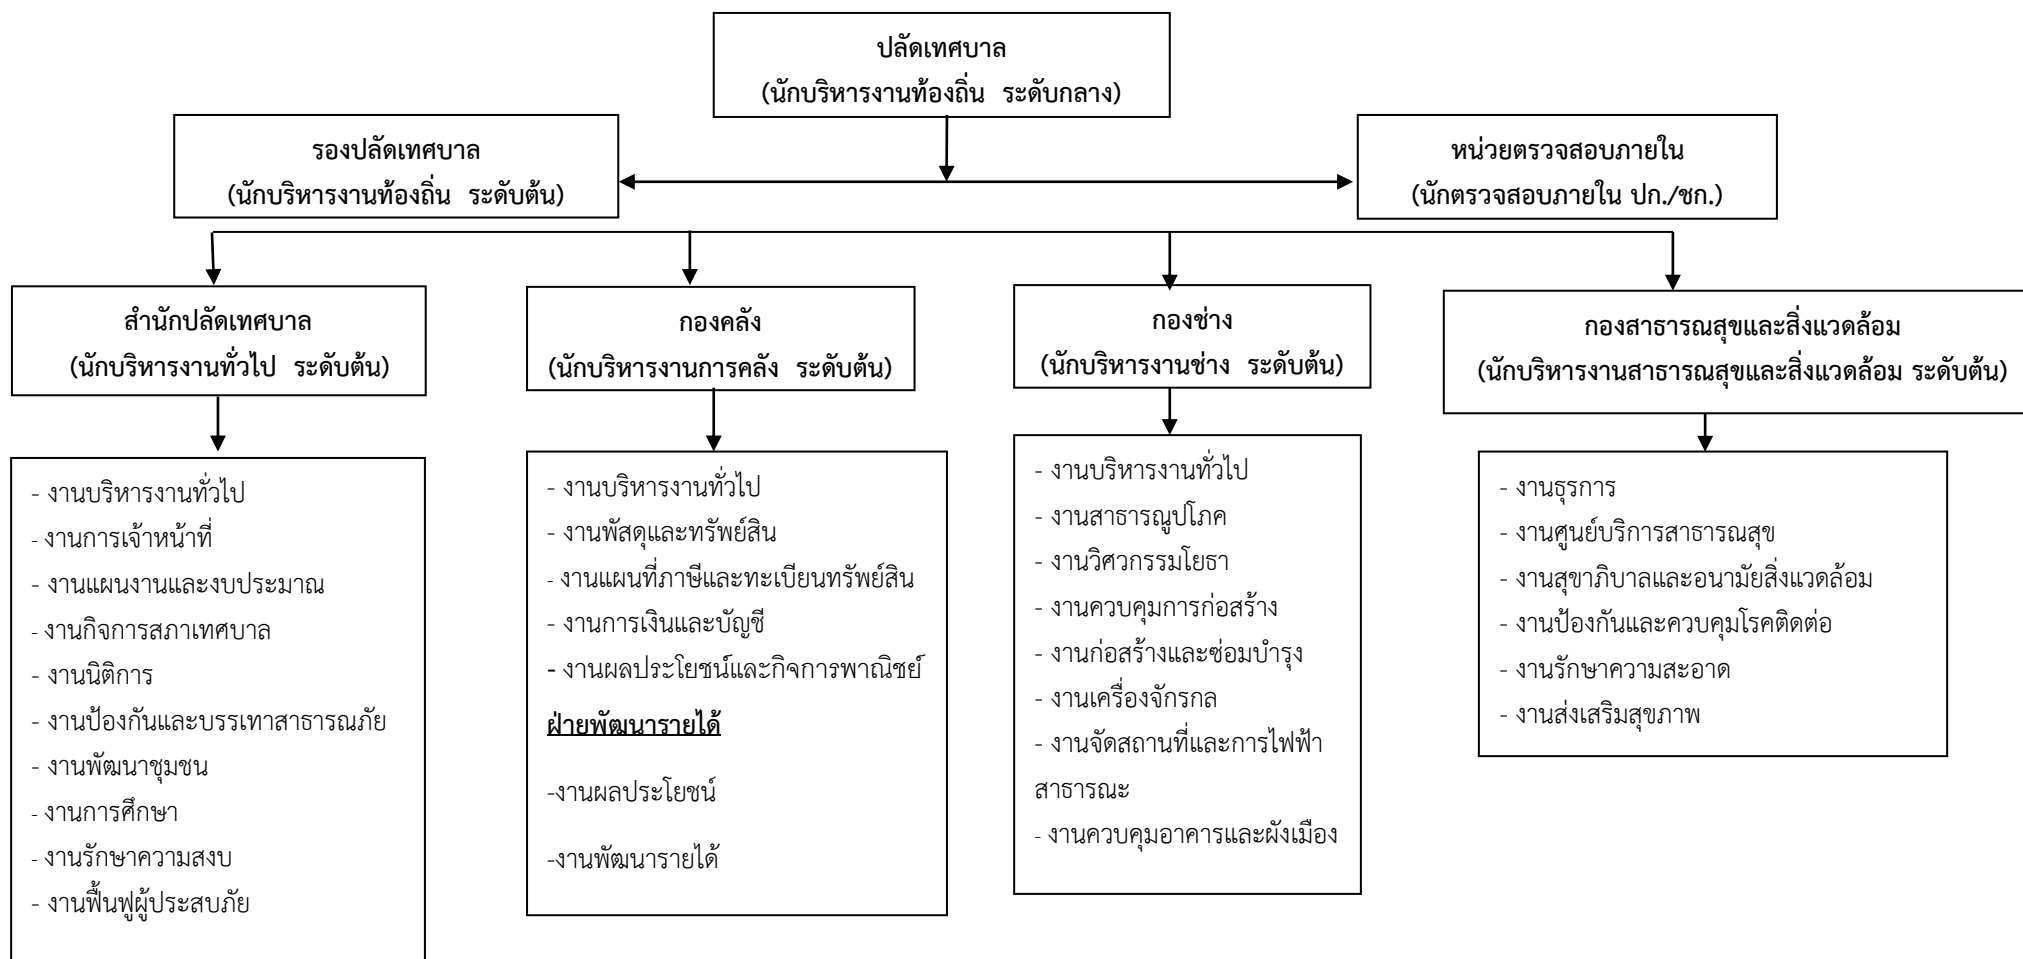 ปลัดเทศบาล
(นักบริหารงานท้องถิ่น ระดับกลาง)
รองปลัดเทศบาล
(นักบริหารงานท้องถิ่น ระดับต้น)
หน่วยตรวจสอบภายใน
(นักตรวจสอบภายใน ปก./ชก.)
สำนักปลัดเทศบาล
(นักบริหารงานทั่วไป ระดับต้น)
กองคลัง
(นักบริหารงานการคลัง ระดับต้น)
กองช่าง
(นักบริหารงานช่าง ระดับต้น)
กองสาธารณสุขและสิ่งแวดล้อม
(นักบริหารงานสาธารณสุขและสิ่งแวดล้อม ระดับต้น)
- งานบริหารงานทั่วไป
- งานการเจ้าหน้าที่
- งานแผนงานและงบประมาณ
- งานกิจการสภาเทศบาล
- งานนิติการ
- งานป้องกันและบรรเทาสาธารณภัย
- งานพัฒนาชุมชน
- งานการศึกษา
- งานรักษาความสงบ
- งานฟื้นฟูผู้ประสบภัย
- งานบริหารงานทั่วไป
- งานพัสดุและทรัพย์สิน
- งานแผนที่ภาษีและทะเบียนทรัพย์สิน
- งานการเงินและบัญชี
- งานผลประโยชน์และกิจการพาณิชย์
ฝ่ายพัฒนารายได้
-งานผลประโยชน์
-งานพัฒนารายได้
- งานบริหารงานทั่วไป
- งานสาธารณูปโภค
- งานวิศวกรรมโยธา
- งานควบคุมการก่อสร้าง
- งานก่อสร้างและซ่อมบำรุง
- งานเครื่องจักรกล
- งานจัดสถานที่และการไฟฟ้า
สาธารณะ
- งานควบคุมอาคารและผังเมือง
- งานธุรการ
- งานศูนย์บริการสาธารณสุข
- งานสุขาภิบาลและอนามัยสิ่งแวดล้อม
- งานป้องกันและควบคุมโรคติดต่อ
- งานรักษาความสะอาด
- งานส่งเสริมสุขภาพ